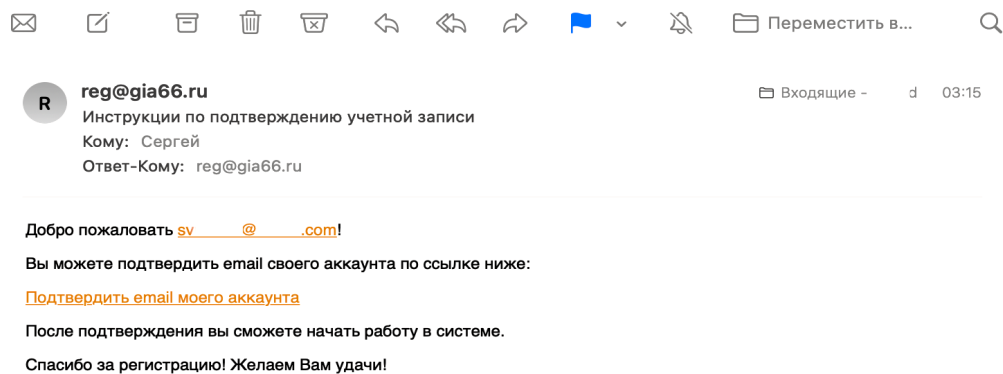 Переместить в...
R
reg@gia66.ru
Входящие - d 03:15
Инструкции по подтверждению учетной записи
Кому: Сергей
Ответ-Кому: reg@gia66.ru
Добро пожаловать sv @ .com!
Вы можете подтвердить email своего аккаунта по ссылке ниже:
Подтвердить email моего аккаунта
После подтверждения вы сможете начать работу в системе.
Спасибо за регистрацию! Желаем Вам удачи!